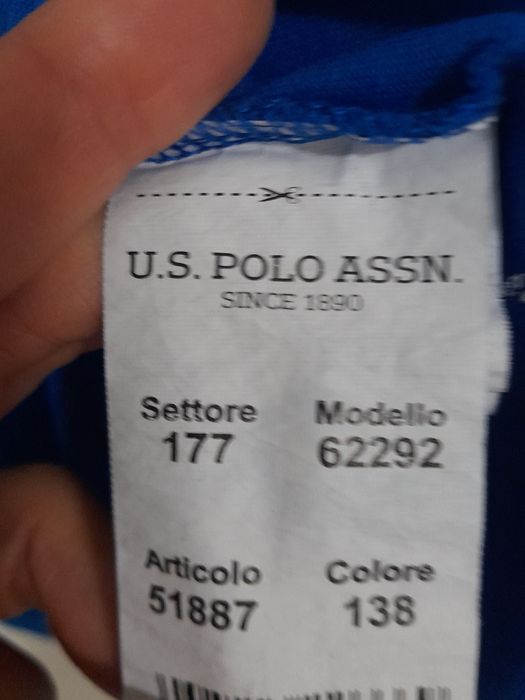 U.S. POLO ASSN.
SINCE 1890
Settore Modello
177 62292
Articolo Colore
51887 138